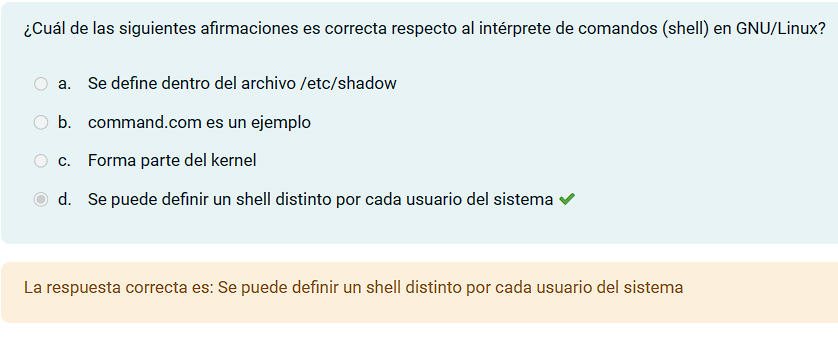 ¿Cuál de las siguientes afirmaciones es correcta respecto al intérprete de comandos (shell) en GNU/Linux?
a. Se define dentro del archivo /etc/shadow
b. command.com es un ejemplo
c. Forma parte del kernel
d. Se puede definir un shell distinto por cada usuario del sistema
La respuesta correcta es: Se puede definir un shell distinto por cada usuario del sistema